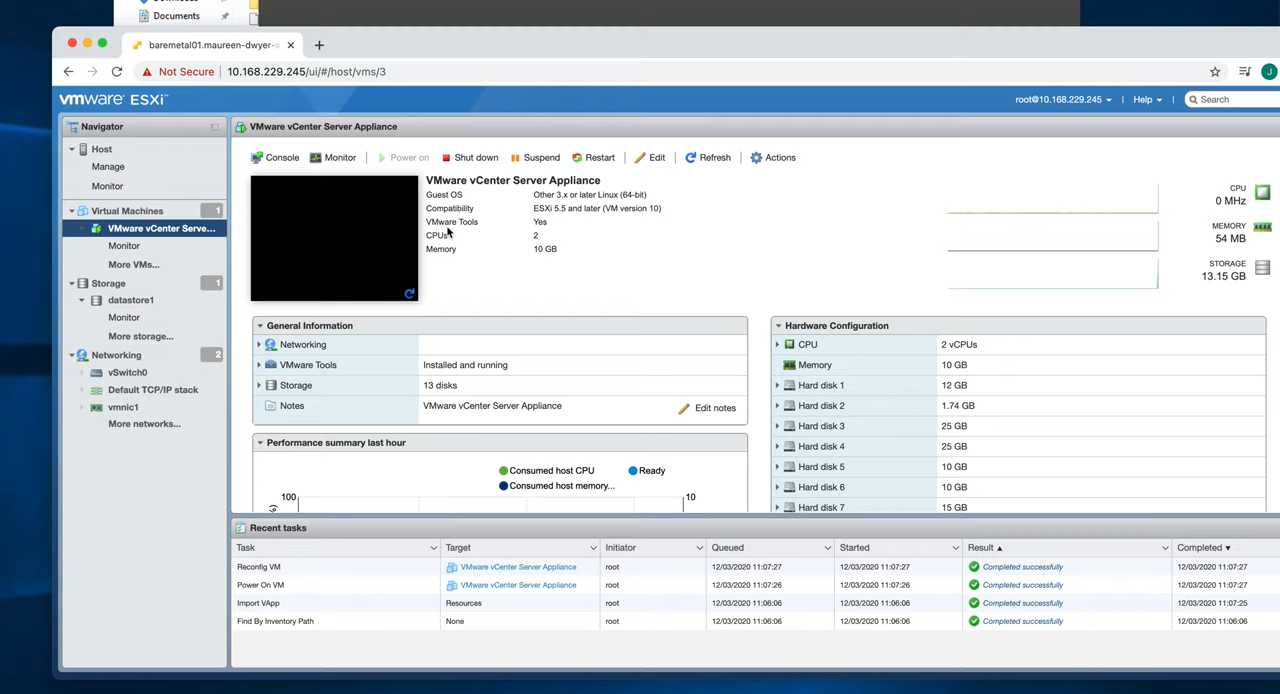 Documents
baremetal01.maureen-dwyer-s
Not Secure
10.168.229.245/ui/#/host/vms/3
J
vmware ESXi
root@10.168.229.245
Help
Search
Navigator
Host
Manage
Monitor
Virtual Machines 1
VMware vCenter Serve...
Monitor
More VMs...
Storage 1
datastore1
Monitor
More storage...
Networking 2
vSwitch0
Default TCP/IP stack
vmnic1
More networks...
VMware vCenter Server Appliance
Console Monitor Power on Shut down Suspend Restart Edit Refresh Actions
VMware vCenter Server Appliance
Guest OS Other 3.x or later Linux (64-bit)
Compatibility ESXi 5.5 and later (VM version 10)
VMware Tools Yes
CPUs 2
Memory 10 GB
CPU
0 MHz
MEMORY
54 MB
STORAGE
13.15 GB
General Information
Networking
VMware Tools Installed and running
Storage 13 disks
Notes VMware vCenter Server Appliance Edit notes
Performance summary last hour
Consumed host CPU Ready
Consumed host memory...
100 10
Hardware Configuration
CPU 2 vCPUs
Memory 10 GB
Hard disk 1 12 GB
Hard disk 2 1.74 GB
Hard disk 3 25 GB
Hard disk 4 25 GB
Hard disk 5 10 GB
Hard disk 6 10 GB
Hard disk 7 15 GB
Recent tasks
Task Target Initiator Queued Started Result Completed
Reconfig VM VMware vCenter Server Appliance root 12/03/2020 11:07:27 12/03/2020 11:07:27 Completed successfully 12/03/2020 11:07:27
Power On VM VMware vCenter Server Appliance root 12/03/2020 11:07:26 12/03/2020 11:07:26 Completed successfully 12/03/2020 11:07:27
Import VApp Resources root 12/03/2020 11:06:06 12/03/2020 11:06:06 Completed successfully 12/03/2020 11:07:25
Find By Inventory Path None root 12/03/2020 11:06:06 12/03/2020 11:06:06 Completed successfully 12/03/2020 11:06:06